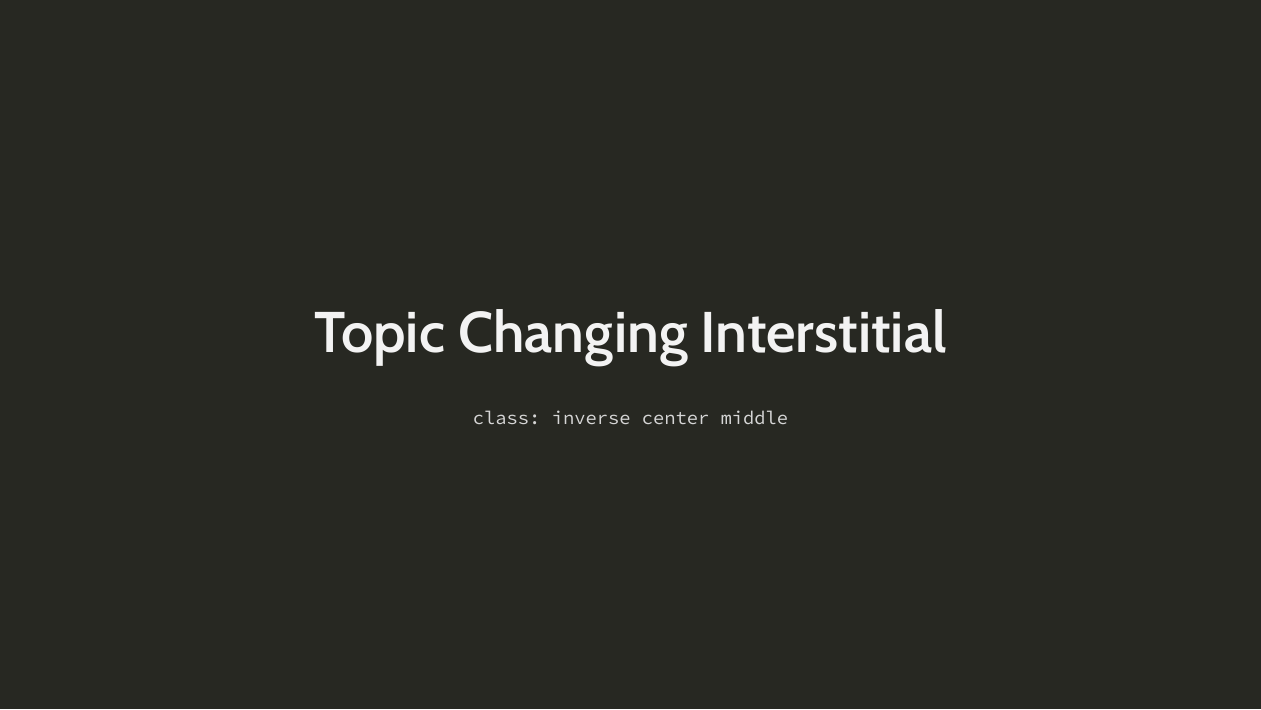 Topic Changing Interstitial
class: inverse center middle